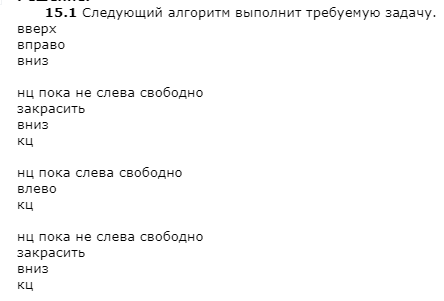 15.1 Следующий алгоритм выполнит требуемую задачу.
вверх
вправо
вниз
нц пока не слева свободно
закрасить
вниз
кц
нц пока слева свободно
влево
кц
нц пока не слева свободно
закрасить
вниз
кц